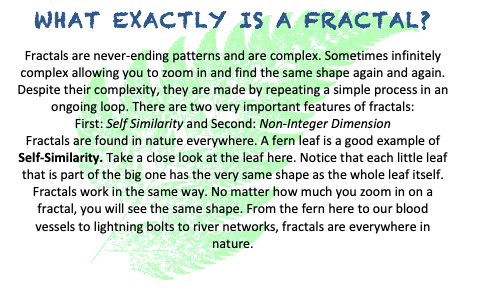 WHAT EXACTLY IS A FRACTAL?
Fractals are never-ending patterns and are complex. Sometimes infinitely
complex allowing you to zoom in and find the same shape again and again.
Despite their complexity, they are made by repeating a simple process in an
ongoing loop. There are two very important features of fractals:
First: Self Similarity and Second: Non-Integer Dimension
Fractals are found in nature everywhere. A fern leaf is a good example of
Self-Similarity. Take a close look at the leaf here. Notice that each little leaf
that is part of the big one has the very same shape as the whole leaf itself.
Fractals work in the same way. No matter how much you zoom in on a
fractal, you will see the same shape. From the fern here to our blood
vessels to lightning bolts to river networks, fractals are everywhere in
nature.